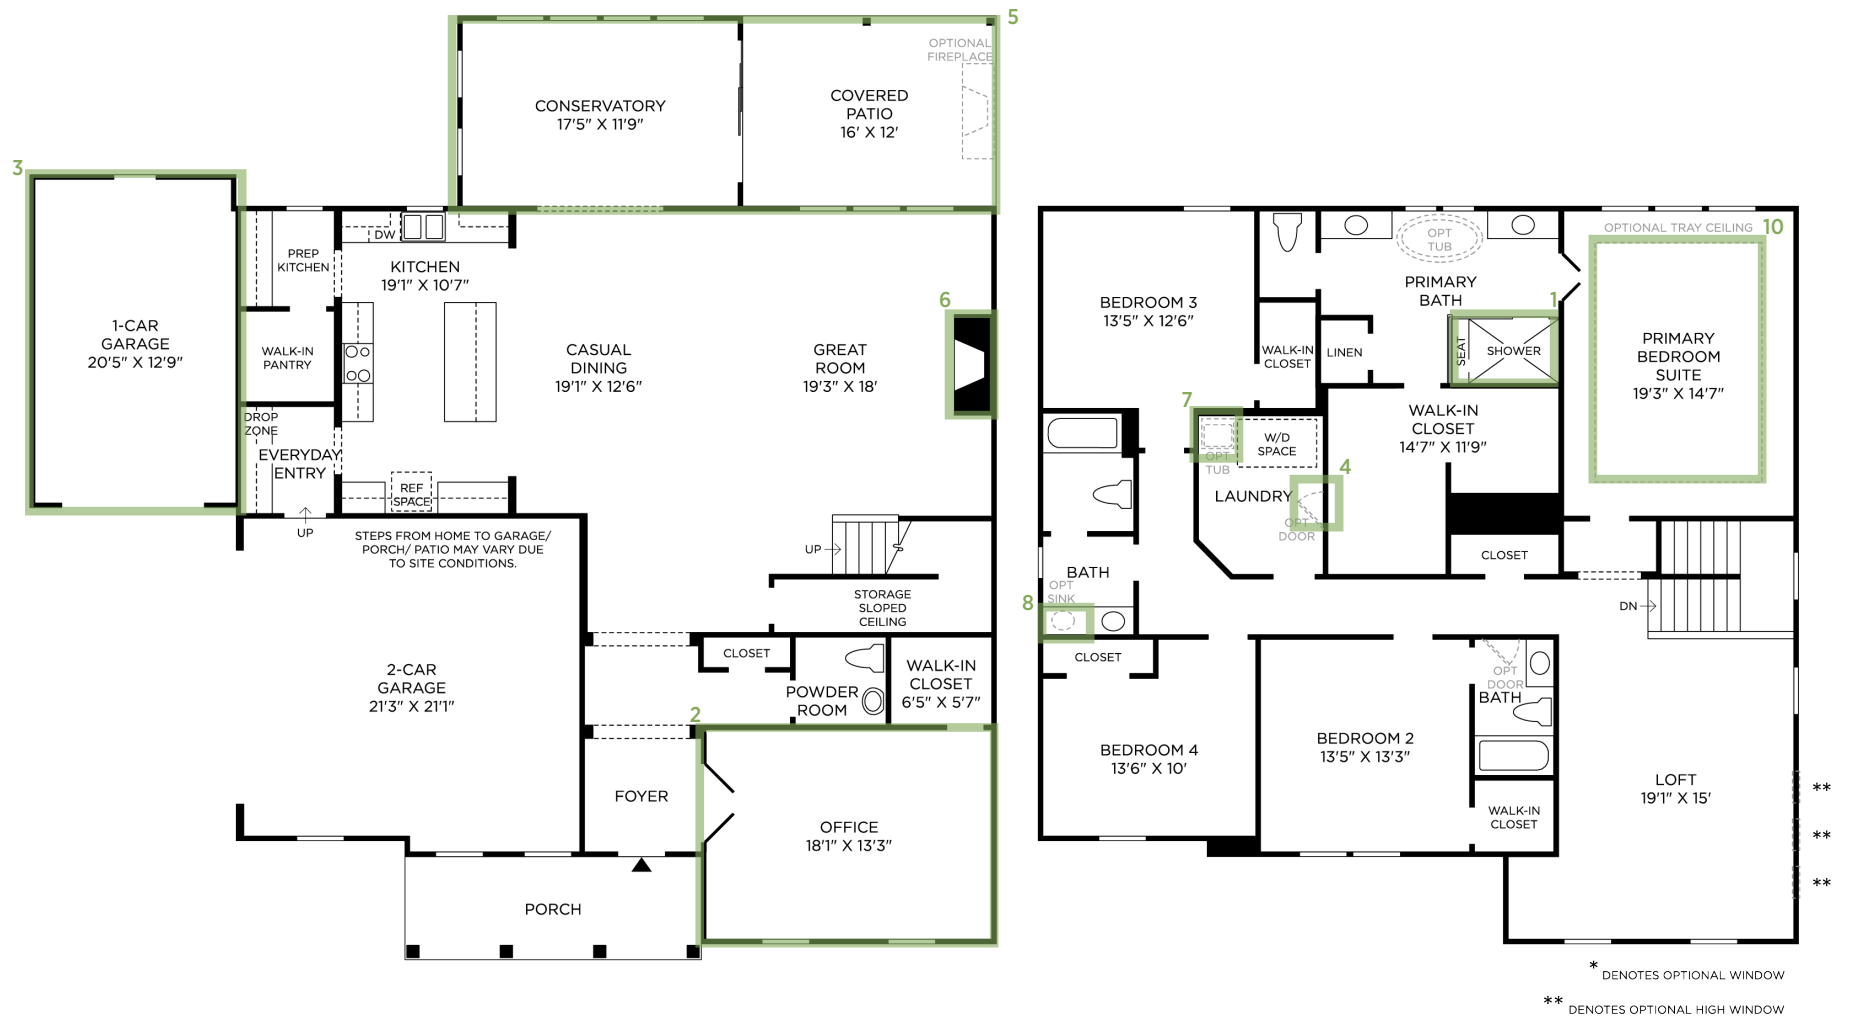 5
OPTIONAL
FIREPLACE
CONSERVATORY
17'5" X 11'9"
COVERED
PATIO
16' X 12'
3
1-CAR
GARAGE
20'5" X 12'9"
DW
PREP
KITCHEN
KITCHEN
19'1" X 10'7"
WALK-IN
PANTRY
CASUAL
DINING
19'1" X 12'6"
GREAT
ROOM
19'3" X 18'
6
DROP
ZONE
EVERYDAY
ENTRY
REF
SPACE
UP
STEPS FROM HOME TO GARAGE/
PORCH/ PATIO MAY VARY DUE
TO SITE CONDITIONS.
UP
STORAGE
SLOPED
CEILING
2-CAR
GARAGE
21'3" X 21'1"
CLOSET
POWDER
ROOM
WALK-IN
CLOSET
6'5" X 5'7"
2
FOYER
OFFICE
18'1" X 13'3"
PORCH
BEDROOM 3
13'5" X 12'6"
OPT
TUB
PRIMARY
BATH
OPTIONAL TRAY CEILING
10
1
WALK-IN
CLOSET
LINEN
SEAT
SHOWER
PRIMARY
BEDROOM
SUITE
19'3" X 14'7"
7
OPT
TUB
W/D
SPACE
WALK-IN
CLOSET
14'7" X 11'9"
4
LAUNDRY
OPT
DOOR
CLOSET
BATH
OPT
SINK
8
DN
CLOSET
BEDROOM 4
13'6" X 10'
BEDROOM 2
13'5" X 13'3"
OPT
DOOR
BATH
WALK-IN
CLOSET
LOFT
19'1" X 15'
**
**
**
* DENOTES OPTIONAL WINDOW
** DENOTES OPTIONAL HIGH WINDOW